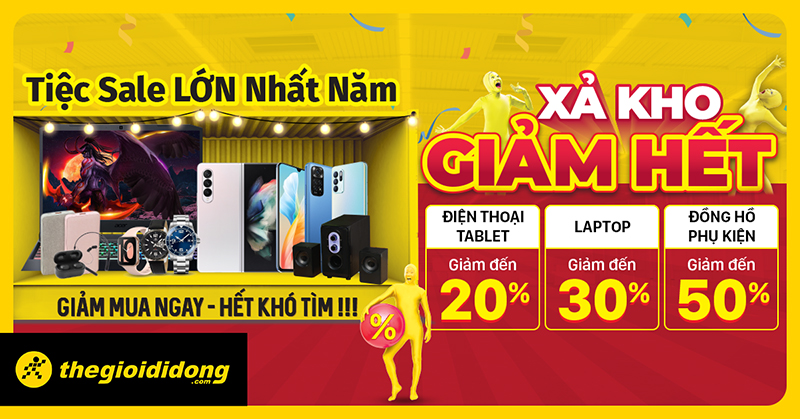 Tiệc Sale LỚN Nhất Năm
GIẢM MUA NGAY - HẾT KHÓ TÌM !!!
thegioididong
.com
XẢ KHO
GIẢM HẾT
ĐIỆN THOẠI
TABLET
Giảm đến
20%
LAPTOP
Giảm đến
30%
ĐỒNG HỒ
PHỤ KIỆN
Giảm đến
50%
%